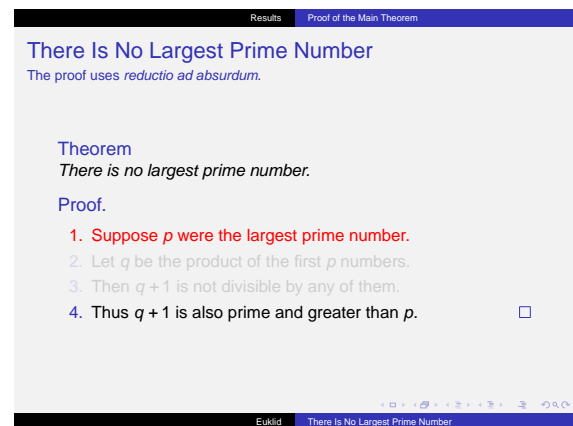 Results Proof of the Main Theorem
There Is No Largest Prime Number
The proof uses reductio ad absurdum.
Theorem
There is no largest prime number.
Proof.
1. Suppose p were the largest prime number.
2. Let q be the product of the first p numbers.
3. Then q + 1 is not divisible by any of them.
4. Thus q + 1 is also prime and greater than p.
Euklid There Is No Largest Prime Number